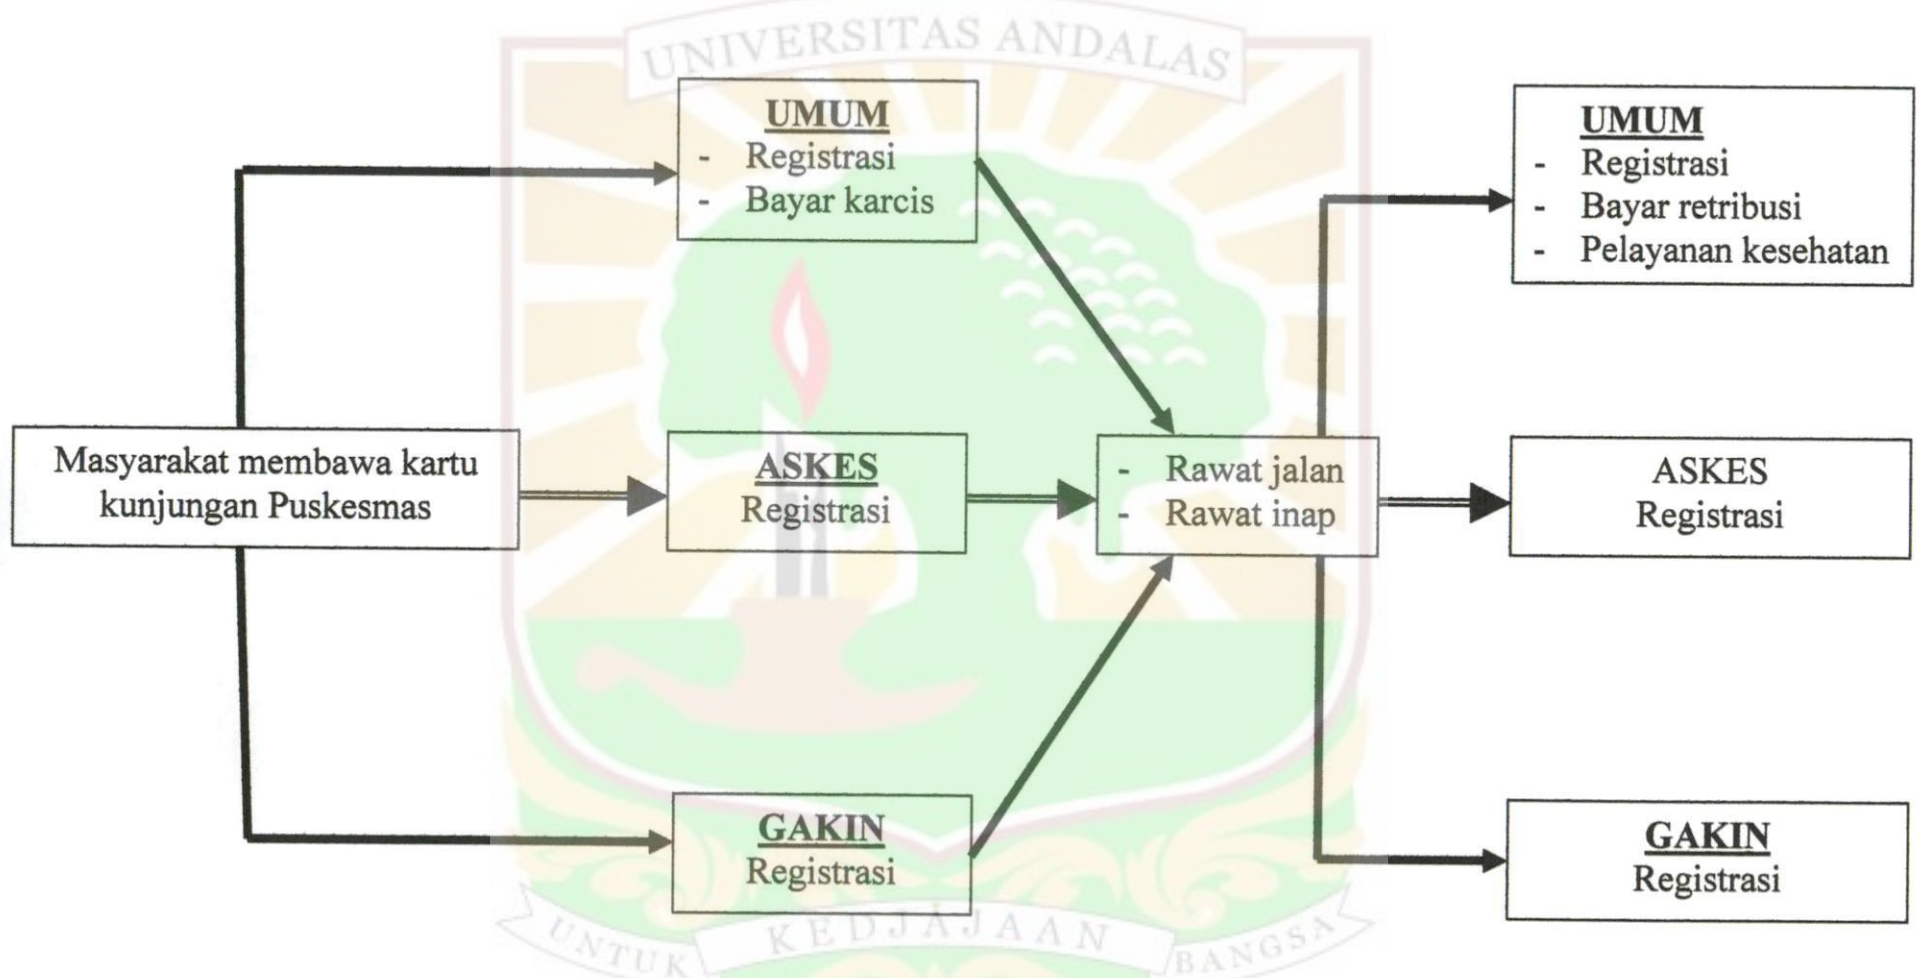 UNIVERSITAS ANDALAS
UMUM
- Registrasi
- Bayar karcis
UMUM
- Registrasi
- Bayar retribusi
- Pelayanan kesehatan
Masyarakat membawa kartu
kunjungan Puskesmas
ASKES
Registrasi
- Rawat jalan
- Rawat inap
ASKES
Registrasi
GAKIN
Registrasi
GAKIN
Registrasi
UNTUK KEDJAJAAN BANGSA